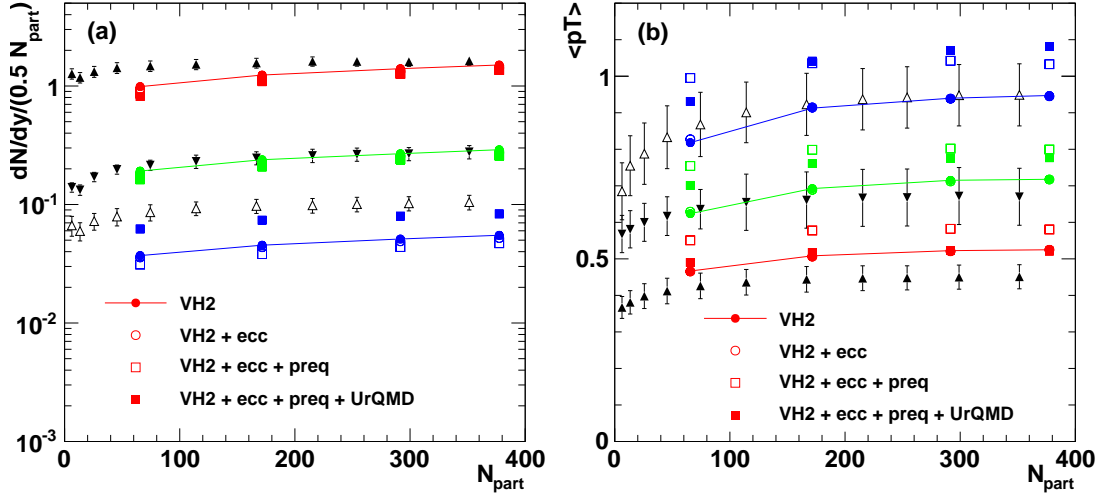 (a)
dN/dy/(0.5 N_part)
1
10^-1
10^-2
10^-3
0 100 200 300 400
N_part
VH2
VH2 + ecc
VH2 + ecc + preq
VH2 + ecc + preq + UrQMD
(b)
<pT>
1
0.5
0
0 100 200 300 400
N_part
VH2
VH2 + ecc
VH2 + ecc + preq
VH2 + ecc + preq + UrQMD